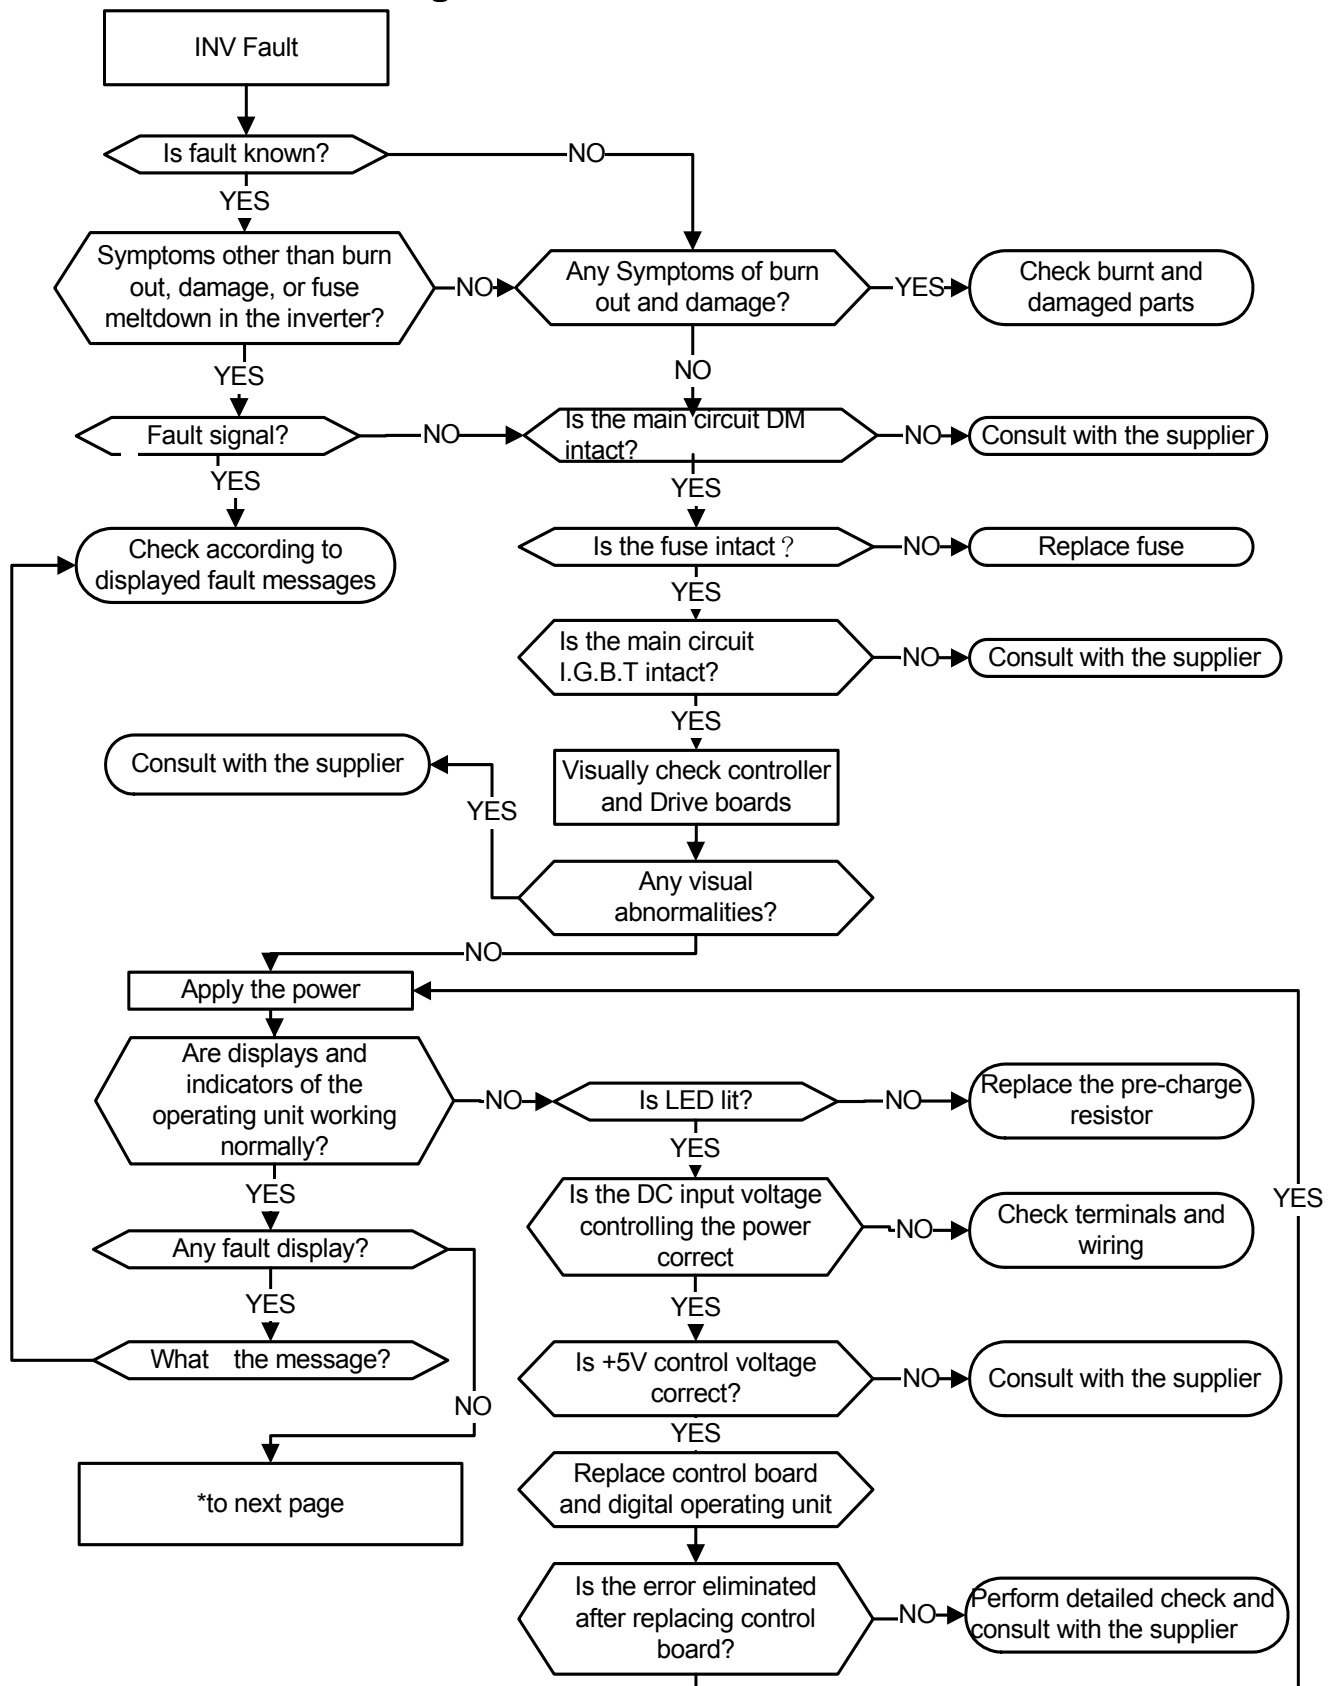 INV Fault
Is fault known?
NO
YES
Symptoms other than burn
out, damage, or fuse
meltdown in the inverter?
NO
Any Symptoms of burn
out and damage?
YES
Check burnt and
damaged parts
YES
NO
Fault signal?
NO
Is the main circuit DM
intact?
NO
Consult with the supplier
YES
YES
Check according to
displayed fault messages
Is the fuse intact？
NO
Replace fuse
YES
Is the main circuit
I.G.B.T intact?
NO
Consult with the supplier
YES
Consult with the supplier
YES
Visually check controller
and Drive boards
Any visual
abnormalities?
NO
Apply the power
Are displays and
indicators of the
operating unit working
normally?
NO
Is LED lit?
NO
Replace the pre-charge
resistor
YES
YES
Is the DC input voltage
controlling the power
correct
NO
Check terminals and
wiring
YES
Any fault display?
YES
YES
What the message?
Is +5V control voltage
correct?
NO
Consult with the supplier
NO
YES
*to next page
Replace control board
and digital operating unit
Is the error eliminated
after replacing control
board?
NO
Perform detailed check and
consult with the supplier